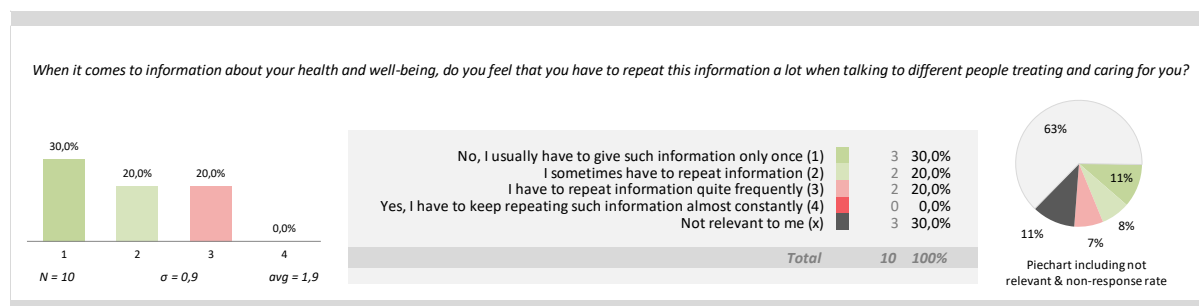 When it comes to information about your health and well-being, do you feel that you have to repeat this information a lot when talking to different people treating and caring for you?
30,0%
20,0%
20,0%
0,0%
1
2
3
4
N = 10
σ = 0,9
avg = 1,9
No, I usually have to give such information only once (1) 3 30,0%
I sometimes have to repeat information (2) 2 20,0%
I have to repeat information quite frequently (3) 2 20,0%
Yes, I have to keep repeating such information almost constantly (4) 0 0,0%
Not relevant to me (x) 3 30,0%
Total 10 100%
63%
11%
8%
7%
11%
Piechart including not
relevant & non-response rate